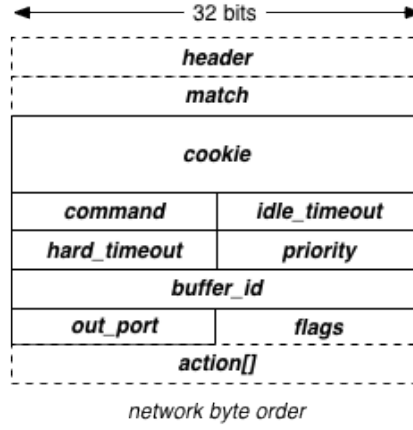 32 bits
header
match
cookie
command idle_timeout
hard_timeout priority
buffer_id
out_port flags
action[]
network byte order